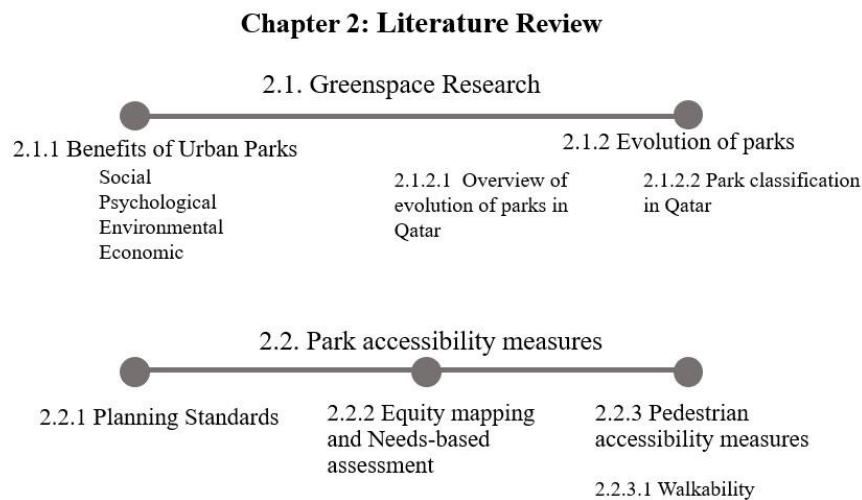 Chapter 2: Literature Review
2.1. Greenspace Research
2.1.1 Benefits of Urban Parks
Social
Psychological
Environmental
Economic
2.1.2 Evolution of parks
2.1.2.1 Overview of
evolution of parks in
Qatar
2.1.2.2 Park classification
in Qatar
2.2. Park accessibility measures
2.2.1 Planning Standards
2.2.2 Equity mapping
and Needs-based
assessment
2.2.3 Pedestrian
accessibility measures
2.2.3.1 Walkability